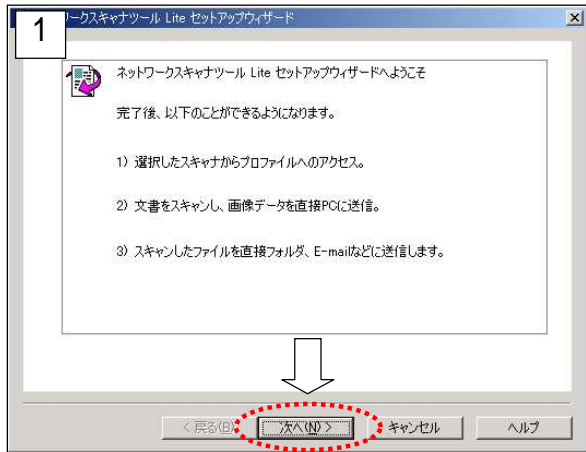 1
ークスキャナツール Lite セットアップウィザード
ネットワークスキャナツール Lite セットアップウィザードへようこそ
完了後、以下のことができるようになります。
1) 選択したスキャナからプロファイルへのアクセス。
2) 文書をスキャンし、画像データを直接PCに送信。
3) スキャンしたファイルを直接フォルダ、E-mailなどに送信します。
< 戻る(B) 次へ(N) > キャンセル ヘルプ